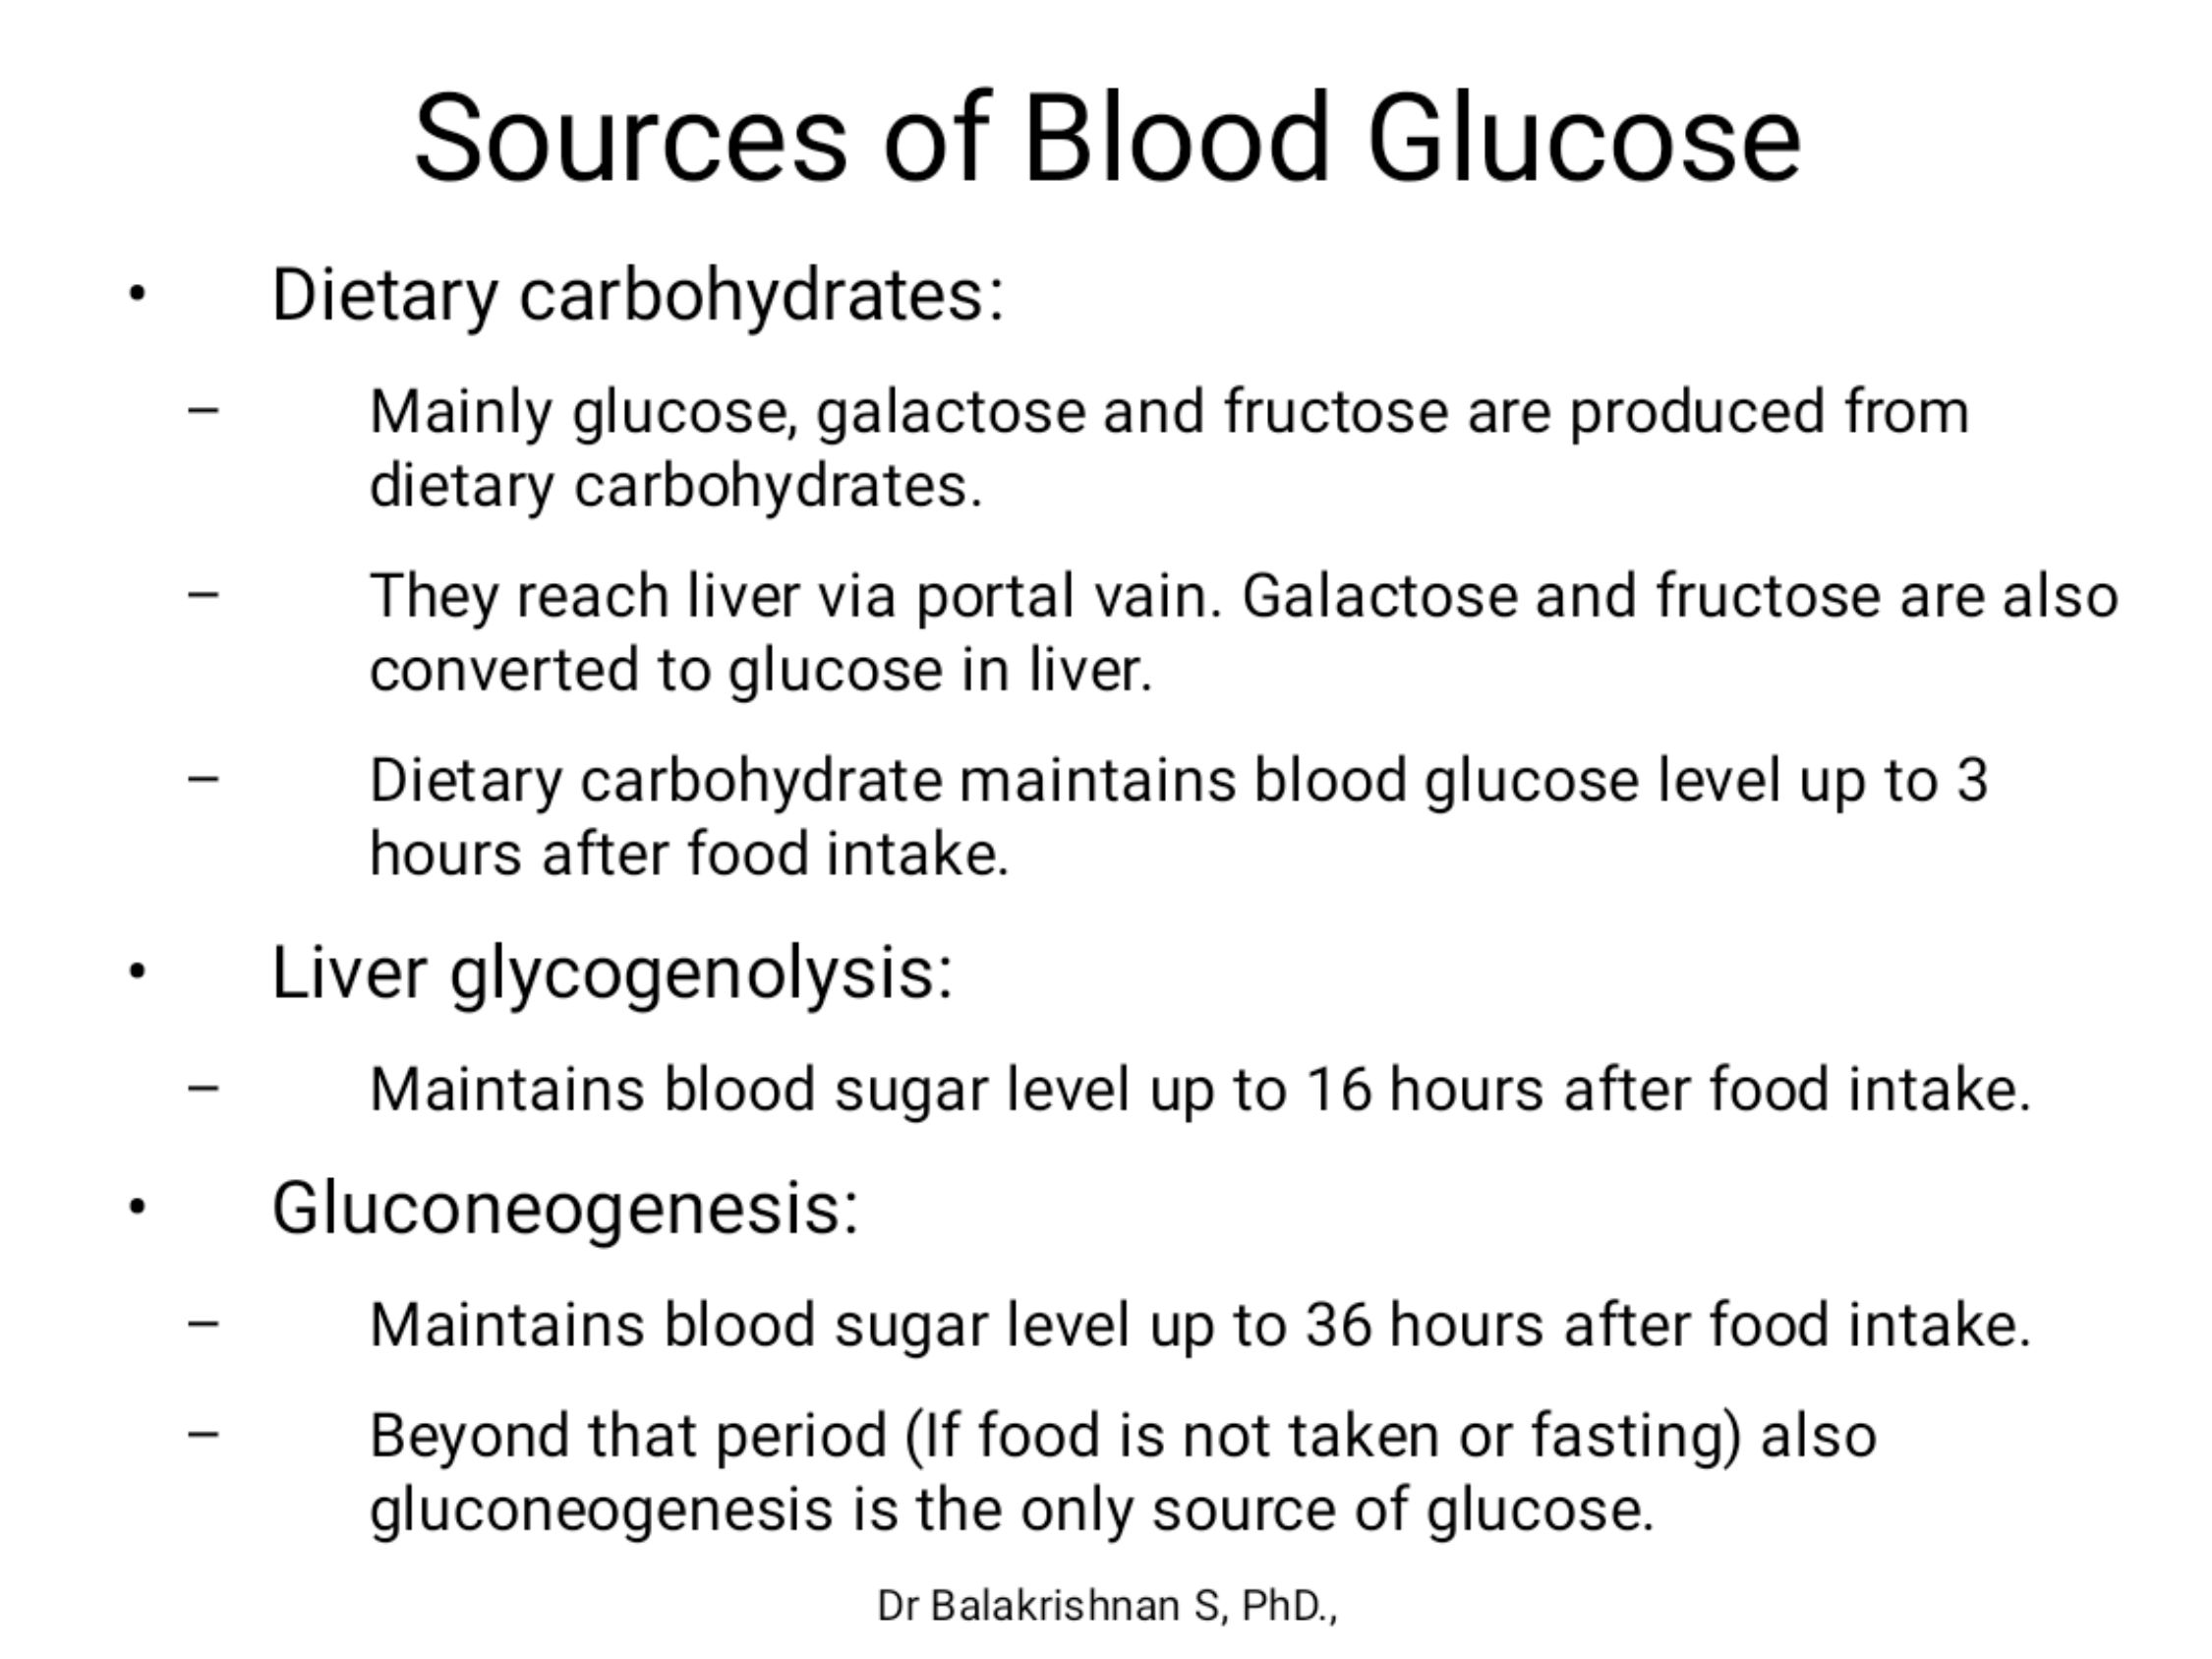 Sources of Blood Glucose
• Dietary carbohydrates:
– Mainly glucose, galactose and fructose are produced from
dietary carbohydrates.
– They reach liver via portal vain. Galactose and fructose are also
converted to glucose in liver.
– Dietary carbohydrate maintains blood glucose level up to 3
hours after food intake.
• Liver glycogenolysis:
– Maintains blood sugar level up to 16 hours after food intake.
• Gluconeogenesis:
– Maintains blood sugar level up to 36 hours after food intake.
– Beyond that period (If food is not taken or fasting) also
gluconeogenesis is the only source of glucose.
Dr Balakrishnan S, PhD.,